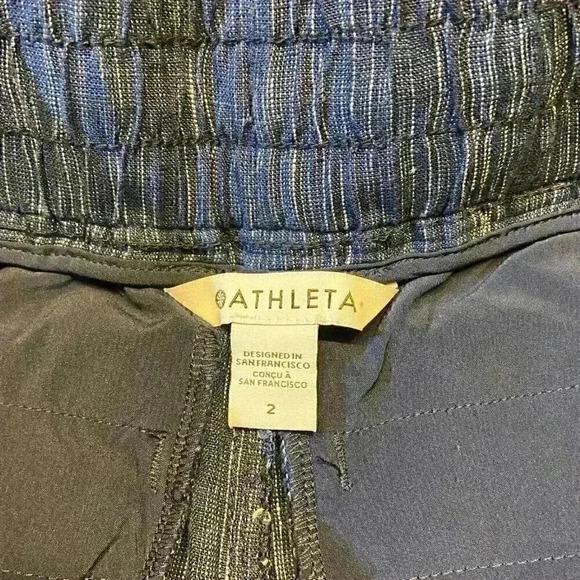 ATHLETA
DESIGNED IN
SAN FRANCISCO
CONÇU À
SAN FRANCISCO
2